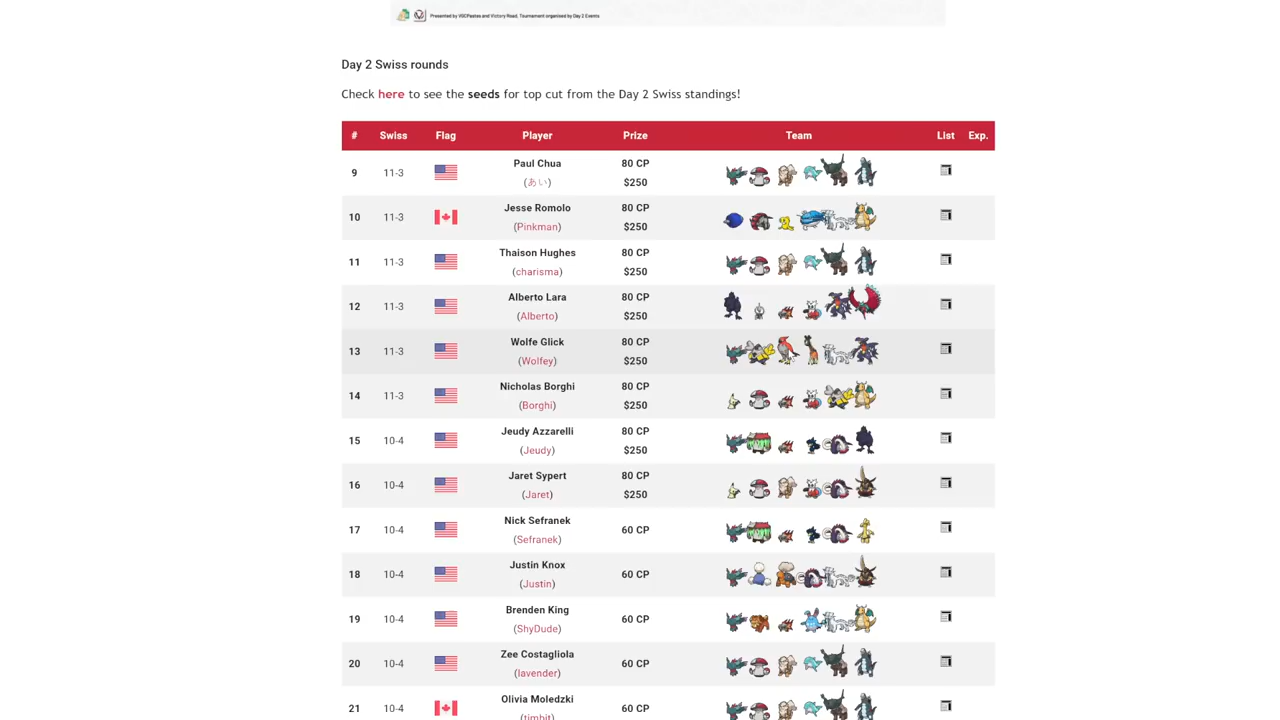 Presented by VGCPastes and Victory Road. Tournament organised by Day 2 Events
Day 2 Swiss rounds
Check here to see the seeds for top cut from the Day 2 Swiss standings!
# Swiss Flag Player Prize Team List Exp.
9 11-3 Paul Chua (あい) 80 CP $250
10 11-3 Jesse Romolo (Pinkman) 80 CP $250
11 11-3 Thaison Hughes (charisma) 80 CP $250
12 11-3 Alberto Lara (Alberto) 80 CP $250
13 11-3 Wolfe Glick (Wolfey) 80 CP $250
14 11-3 Nicholas Borghi (Borghi) 80 CP $250
15 10-4 Jeudy Azzarelli (Jeudy) 80 CP $250
16 10-4 Jaret Sypert (Jaret) 80 CP $250
17 10-4 Nick Sefranek (Sefranek) 60 CP
18 10-4 Justin Knox (Justin) 60 CP
19 10-4 Brenden King (ShyDude) 60 CP
20 10-4 Zee Costagliola (lavender) 60 CP
21 10-4 Olivia Moledzki (timbit) 60 CP